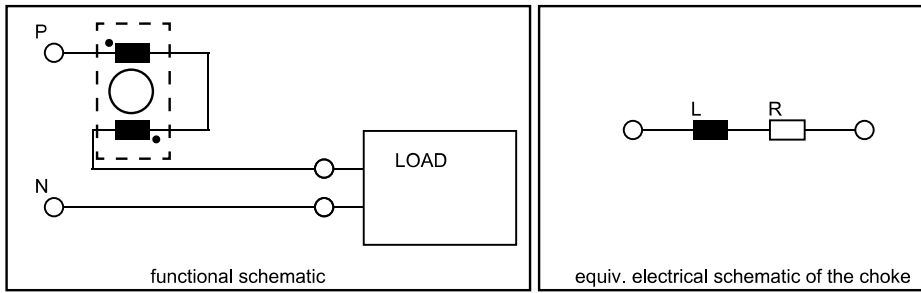 P
LOAD
N
functional schematic
L
R
equiv. electrical schematic of the choke